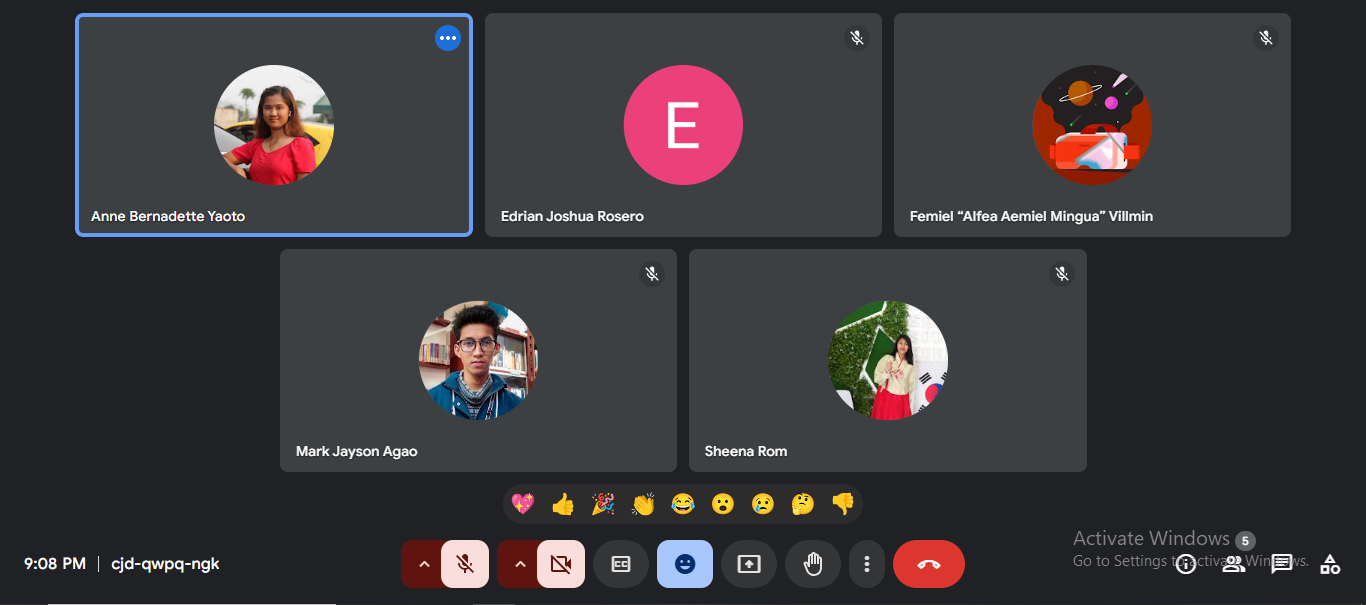 Anne Bernadette Yaoto
E
Edrian Joshua Rosero
Femiel “Alfea Aemiel Mingua” Villmin
Mark Jayson Agao
Sheena Rom
9:08 PM | cjd-qwpq-ngk
CC
5
Activate Windows
Go to Settings to activate Windows.